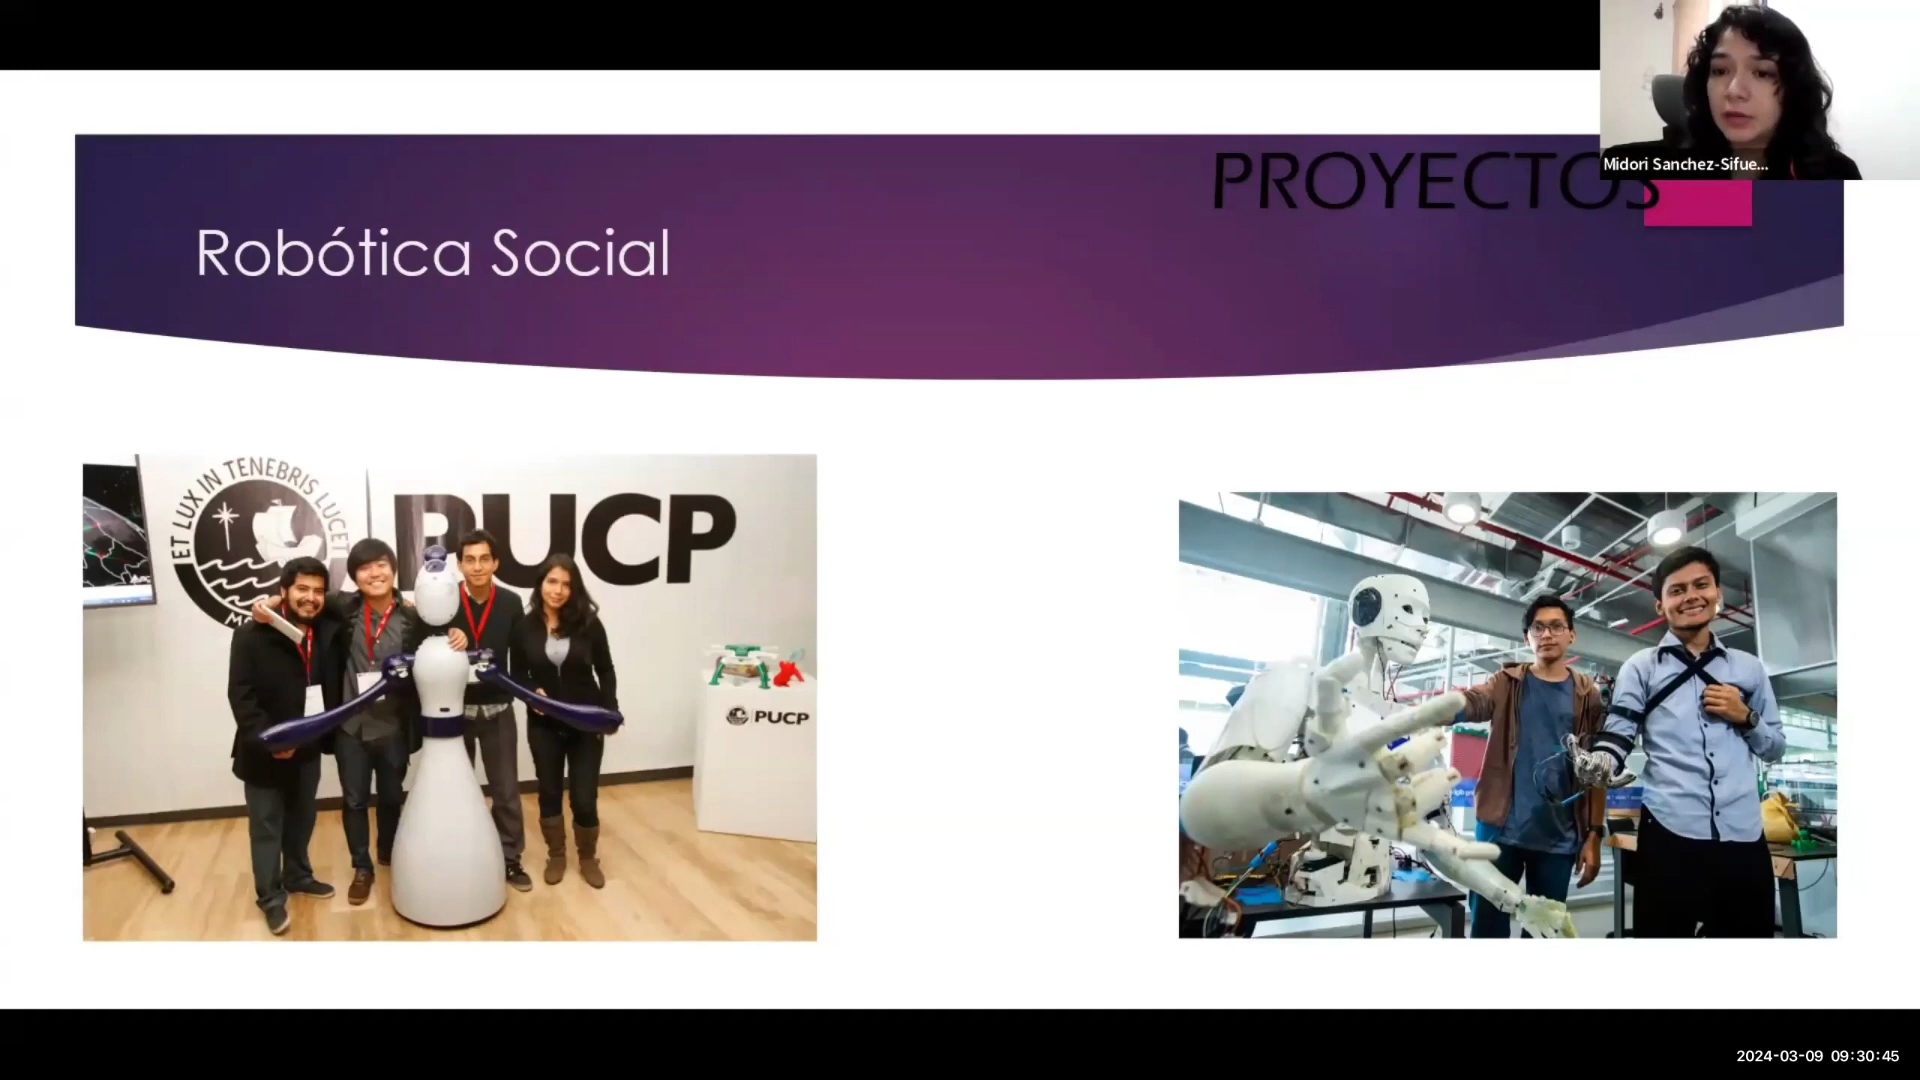 PROYECTOS
Midori Sanchez-Sifue...
Robótica Social
ET LUX IN TENEBRIS LUCET
PUCP
PUCP
2024-03-09 09:30:45